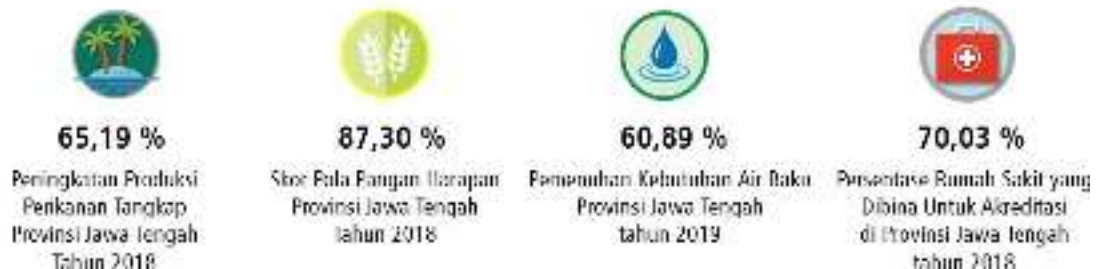 65,19 %
Peningkatan Produksi
Perikanan Tangkap
Provinsi Jawa Tengah
Tahun 2018
87,30 %
Skor Pola Pangan Harapan
Provinsi Jawa Tengah
tahun 2018
60,89 %
Pemenuhan Kebutuhan Air Baku
Provinsi Jawa Tengah
tahun 2019
70,03 %
Persentase Rumah Sakit yang
Dibina Untuk Akreditasi
di Provinsi Jawa Tengah
tahun 2018